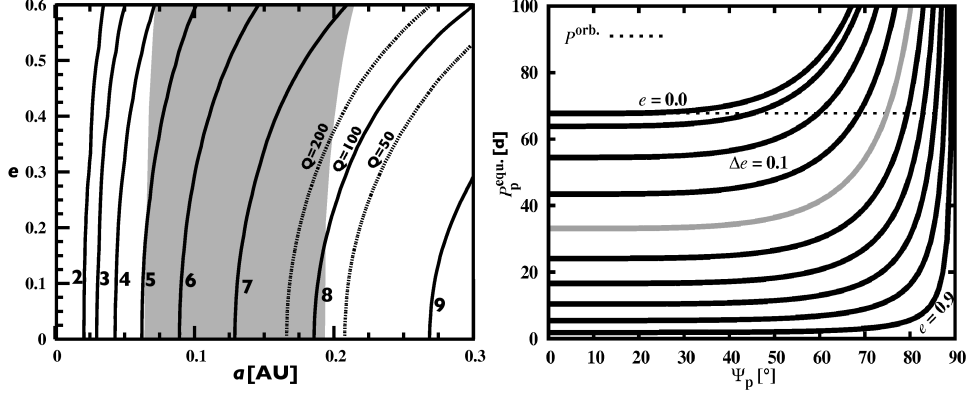 0.6
0.5
0.4
0.3
0.2
0.1
0
e
2
3
4
5
6
7
8
9
Q=200
Q=100
Q=50
0
0.1
0.2
0.3
a [AU]
100
80
60
40
20
0
P_p^equ. [d]
P^orb.
e = 0.0
Δe = 0.1
e = 0.9
0 10 20 30 40 50 60 70 80 90
Ψ_p [°]